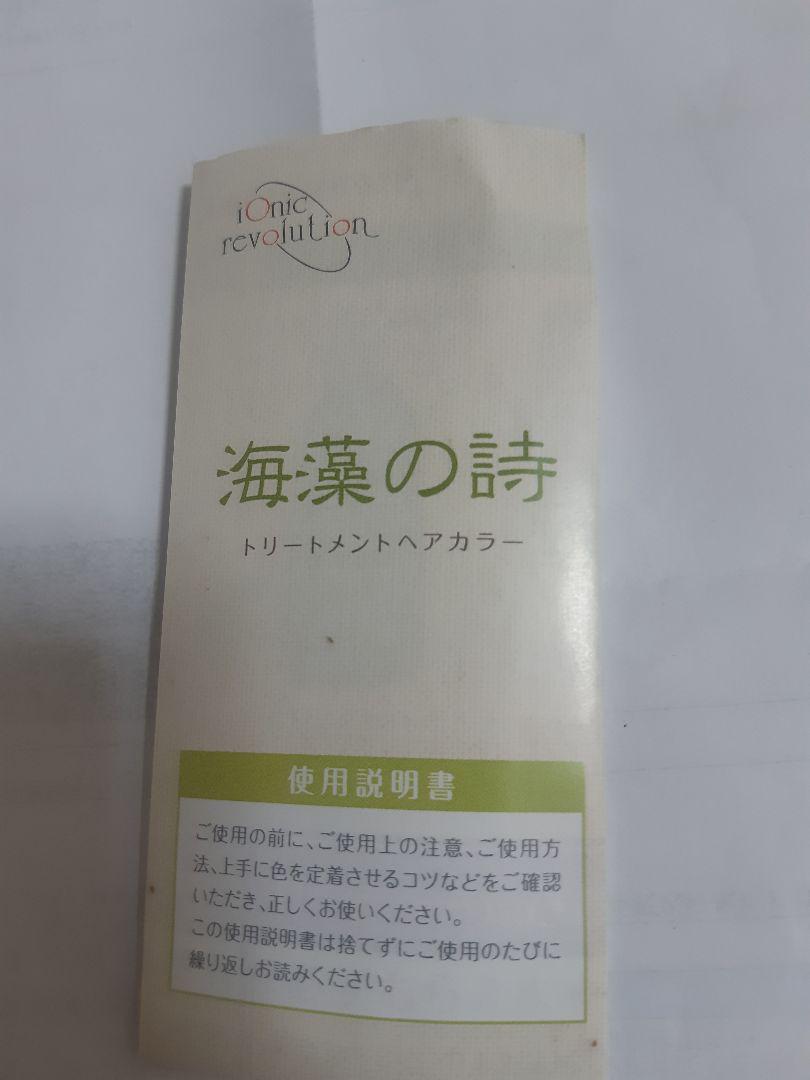 iOnic
revolution
海藻の詩
トリートメントヘアカラー
使用説明書
ご使用の前に、ご使用上の注意、ご使用方
法、上手に色を定着させるコツなどをご確認
いただき、正しくお使いください。
この使用説明書は捨てずにご使用のたびに
繰り返しお読みください。